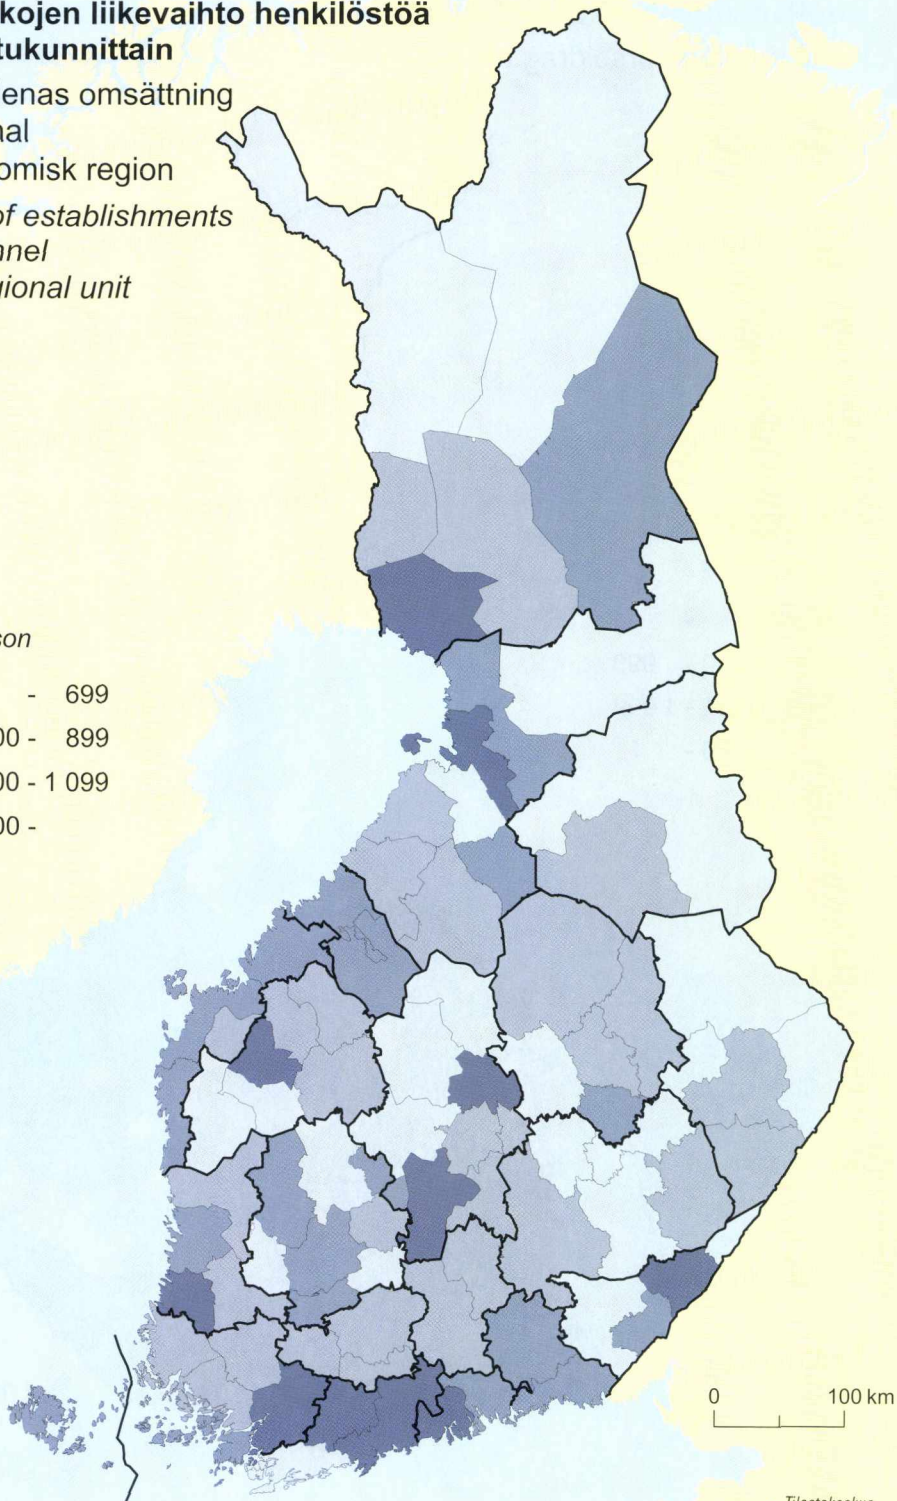 kojen liikevaihto henkilöstöä
tukunnittain
enas omsättning
nal
omisk region
of establishments
nnel
gional unit
son
- 699
00 - 899
00 - 1 099
00 -
0 100 km